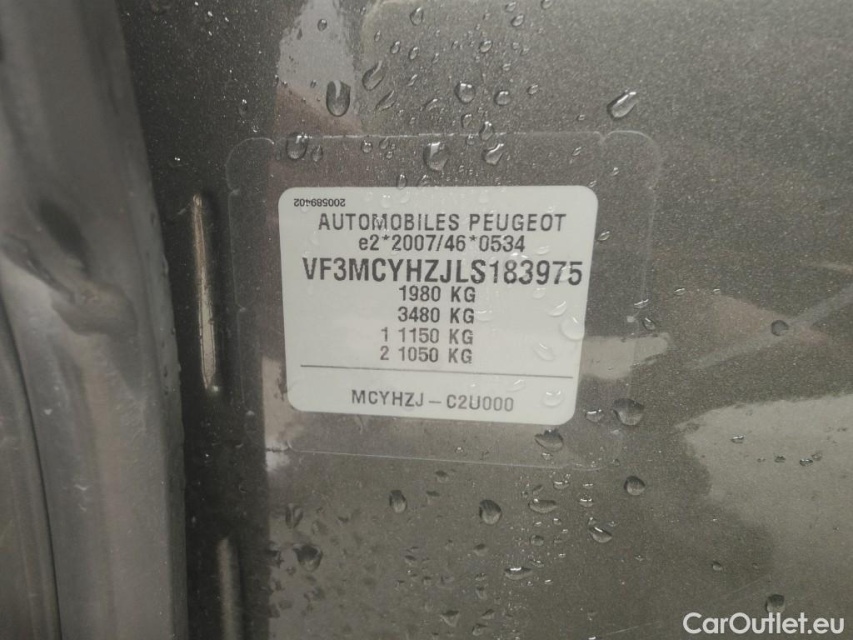 200589402
AUTOMOBILES PEUGEOT
e2*2007/46*0534
VF3MCYHZJLS183975
1980 KG
3480 KG
1 1150 KG
2 1050 KG
MCYHZJ - C2U000
CarOutlet.eu